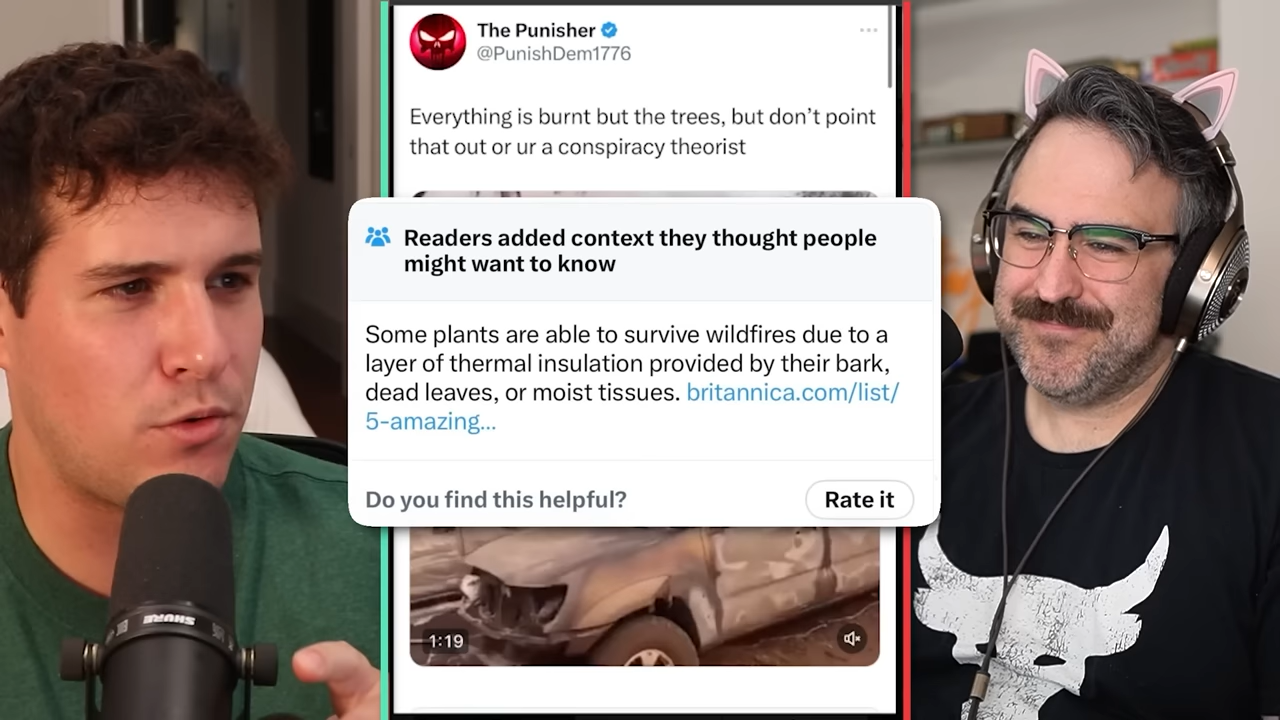 The Punisher
@PunishDem1776
Everything is burnt but the trees, but don’t point
that out or ur a conspiracy theorist
Readers added context they thought people
might want to know
Some plants are able to survive wildfires due to a
layer of thermal insulation provided by their bark,
dead leaves, or moist tissues. britannica.com/list/
5-amazing...
Do you find this helpful?
Rate it
1:19
SHURE